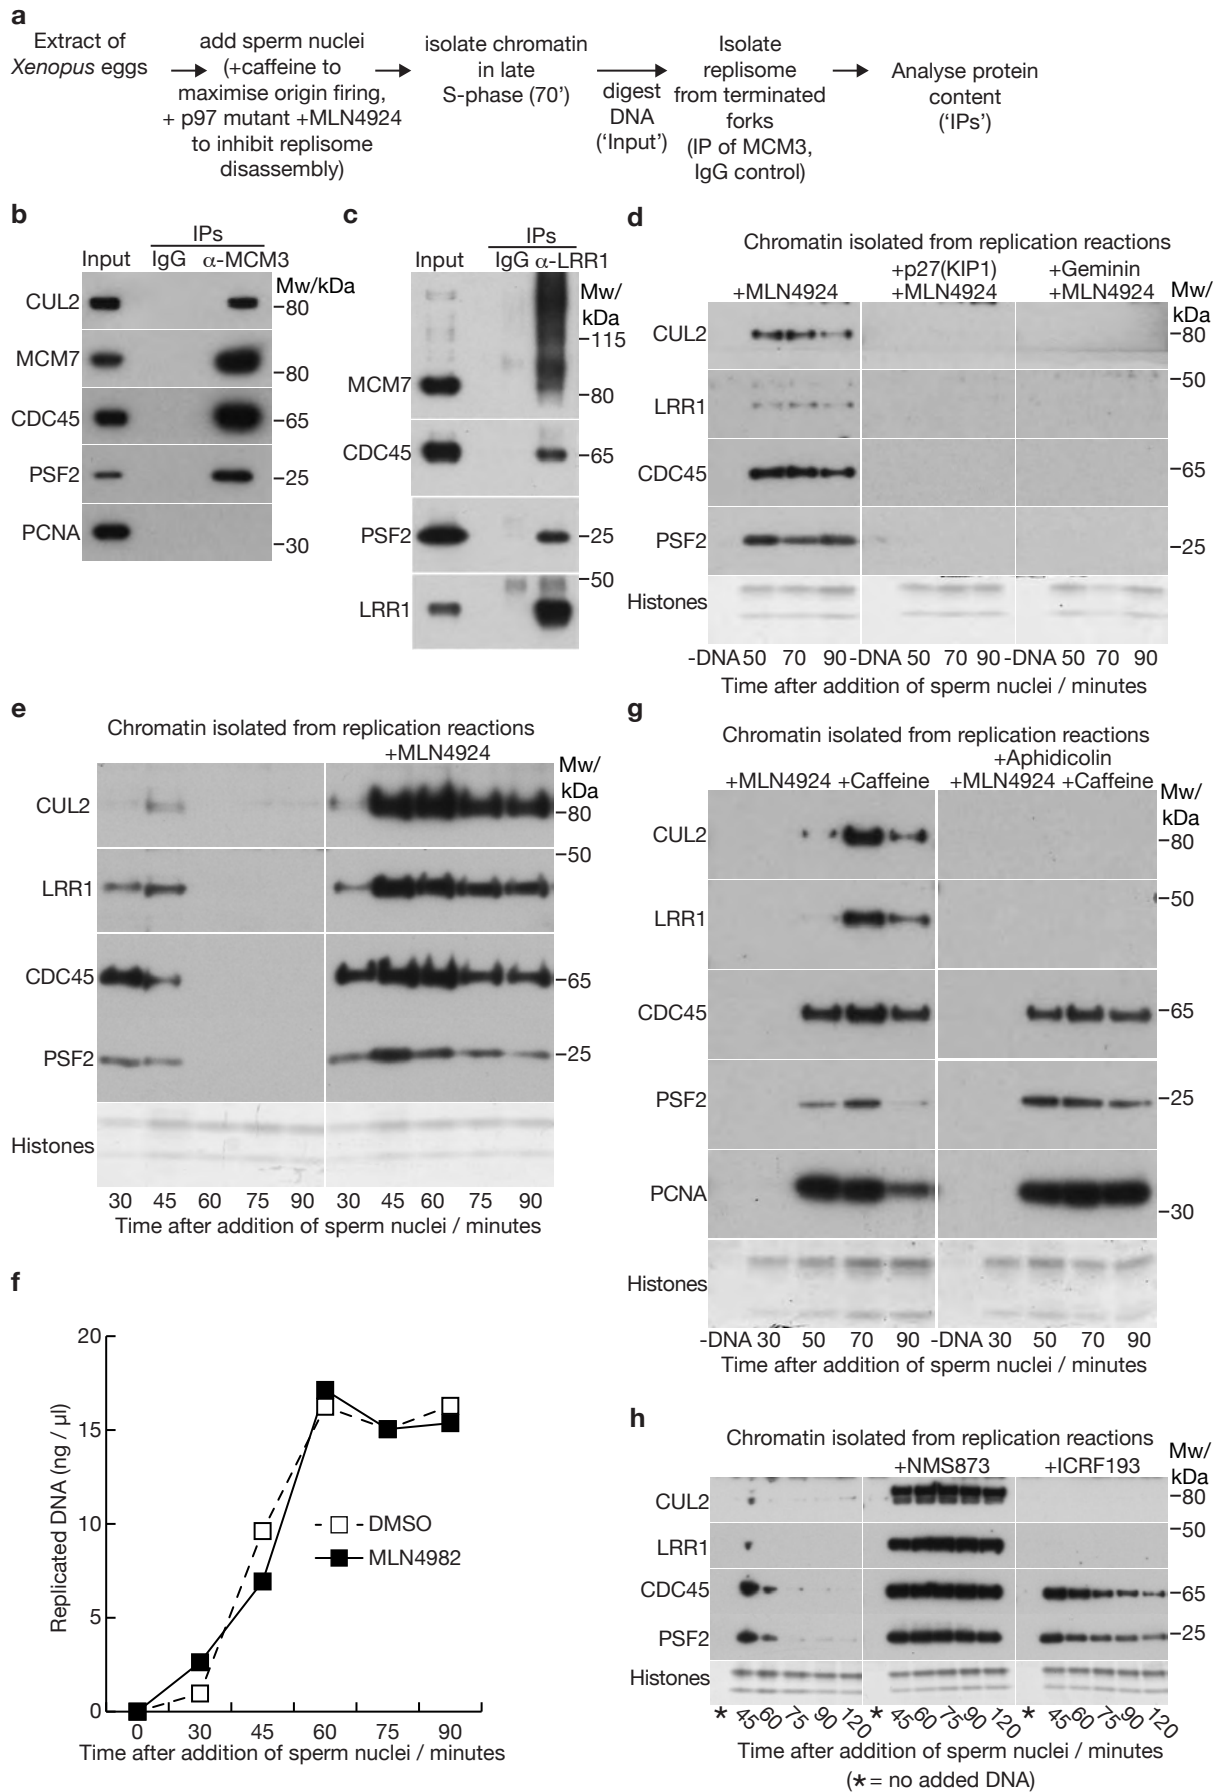 a
Extract of
Xenopus eggs
add sperm nuclei
(+caffeine to
maximise origin firing,
+ p97 mutant +MLN4924
to inhibit replisome
disassembly)
isolate chromatin
in late
S-phase (70’)
digest
DNA
(‘Input’)
Isolate
replisome
from terminated
forks
(IP of MCM3,
IgG control)
Analyse protein
content
(‘IPs’)
b
IPs
Input IgG α-MCM3
Mw/kDa
CUL2 –80
MCM7 –80
CDC45 –65
PSF2 –25
PCNA –30
c
IPs
Input IgG α-LRR1
Mw/
kDa
–115
MCM7 –80
CDC45 –65
PSF2 –25
–50
LRR1
d
Chromatin isolated from replication reactions
+p27(KIP1) +Geminin
+MLN4924 +MLN4924 +MLN4924
Mw/
kDa
CUL2 –80
–50
LRR1
CDC45 –65
PSF2 –25
Histones
-DNA 50 70 90 -DNA 50 70 90 -DNA 50 70 90
Time after addition of sperm nuclei / minutes
e
Chromatin isolated from replication reactions
+MLN4924
Mw/
kDa
CUL2 –80
–50
LRR1
CDC45 –65
PSF2 –25
Histones
30 45 60 75 90 30 45 60 75 90
Time after addition of sperm nuclei / minutes
f
Replicated DNA (ng / µl)
20
15
10
5
0
DMSO
MLN4982
0 30 45 60 75 90
Time after addition of sperm nuclei / minutes
g
Chromatin isolated from replication reactions
+Aphidicolin
+MLN4924 +Caffeine +MLN4924 +Caffeine
Mw/
kDa
CUL2 –80
–50
LRR1
CDC45 –65
PSF2 –25
PCNA –30
Histones
-DNA 30 50 70 90 -DNA 30 50 70 90
Time after addition of sperm nuclei / minutes
h
Chromatin isolated from replication reactions
+NMS873 +ICRF193
Mw/
kDa
CUL2 –80
–50
LRR1
CDC45 –65
PSF2 –25
Histones
* 45 60 75 90 120 * 45 60 75 90 120 * 45 60 75 90 120
Time after addition of sperm nuclei / minutes
(* = no added DNA)